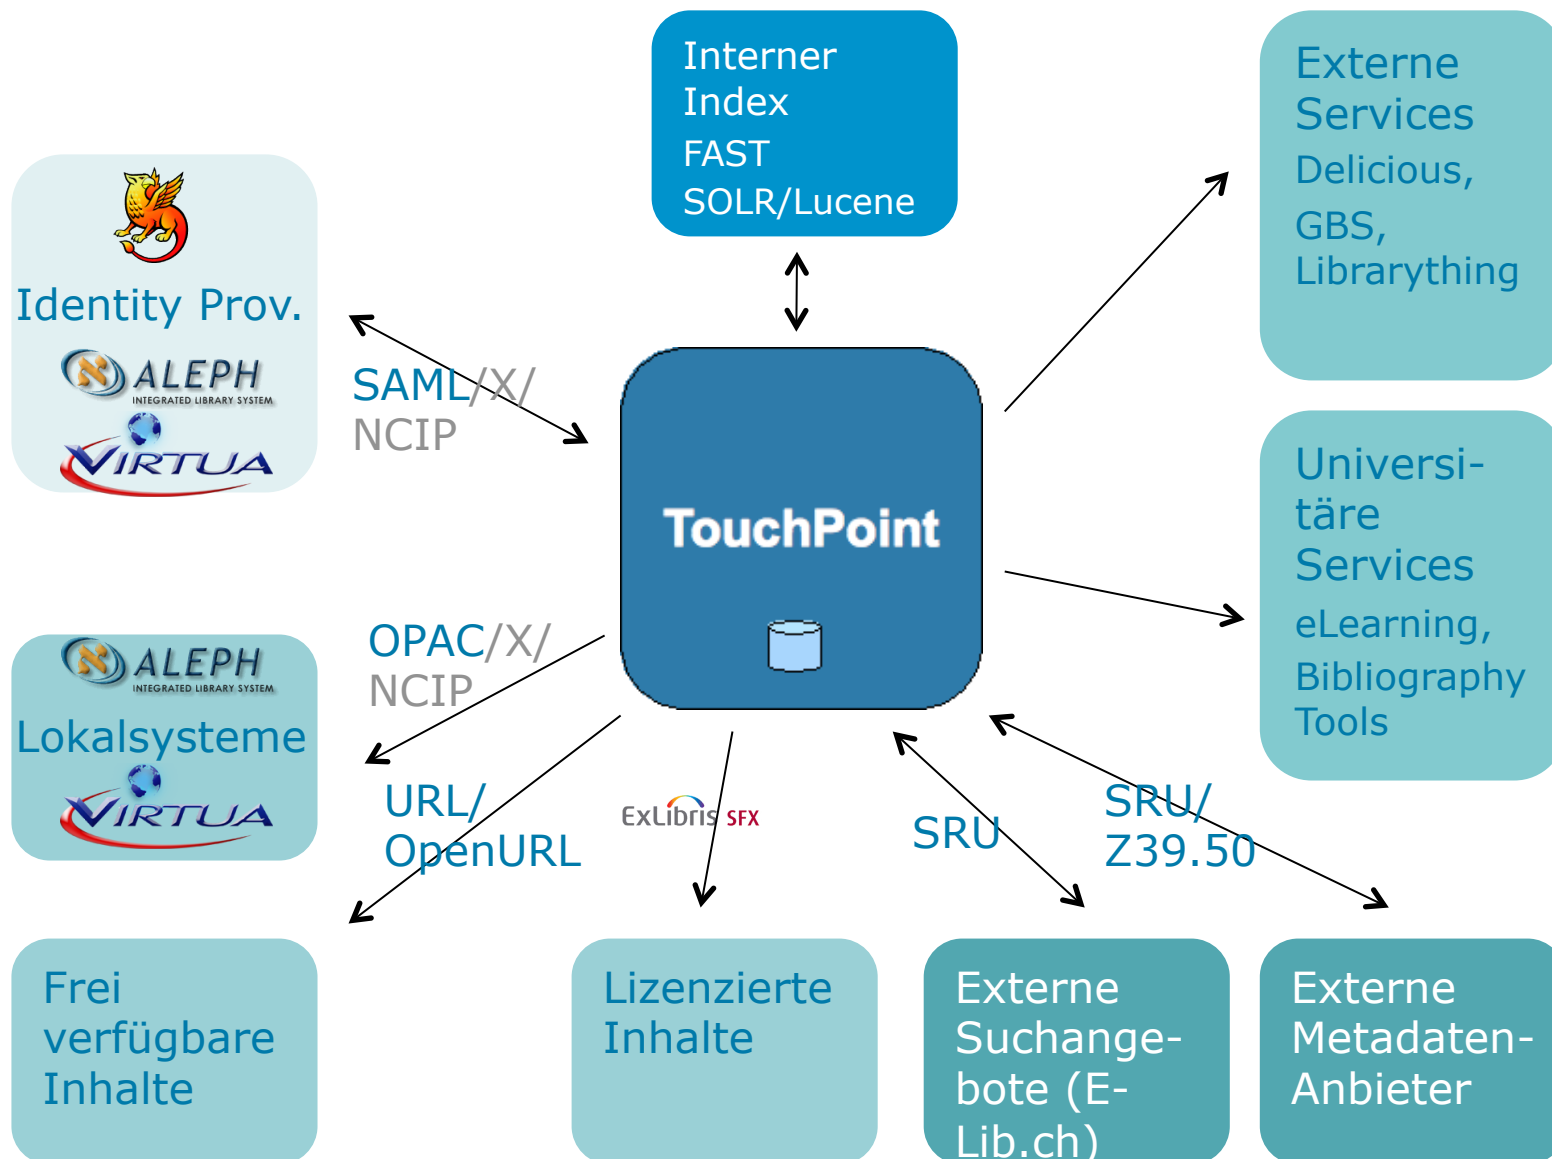 Interner
Index
FAST
SOLR/Lucene
Externe
Services
Delicious,
GBS,
Librarything
Identity Prov.
ALEPH
INTEGRATED LIBRARY SYSTEM
VIRTUA
SAML/X/
NCIP
TouchPoint
Universi-
täre
Services
eLearning,
Bibliography
Tools
ALEPH
INTEGRATED LIBRARY SYSTEM
Lokalsysteme
VIRTUA
OPAC/X/
NCIP
URL/
OpenURL
ExLibris SFX
SRU
SRU/
Z39.50
Frei
verfügbare
Inhalte
Lizenzierte
Inhalte
Externe
Suchange-
bote (E-
Lib.ch)
Externe
Metadaten-
Anbieter